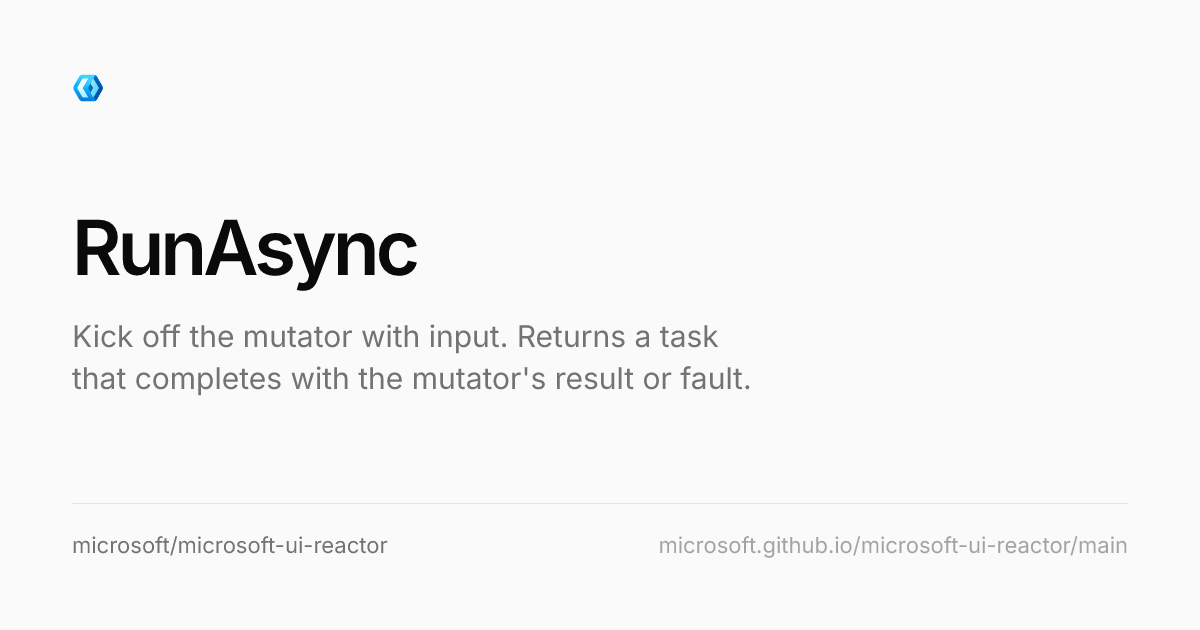 RunAsync
Kick off the mutator with input. Returns a task
that completes with the mutator's result or fault.
microsoft/microsoft-ui-reactor
microsoft.github.io/microsoft-ui-reactor/main